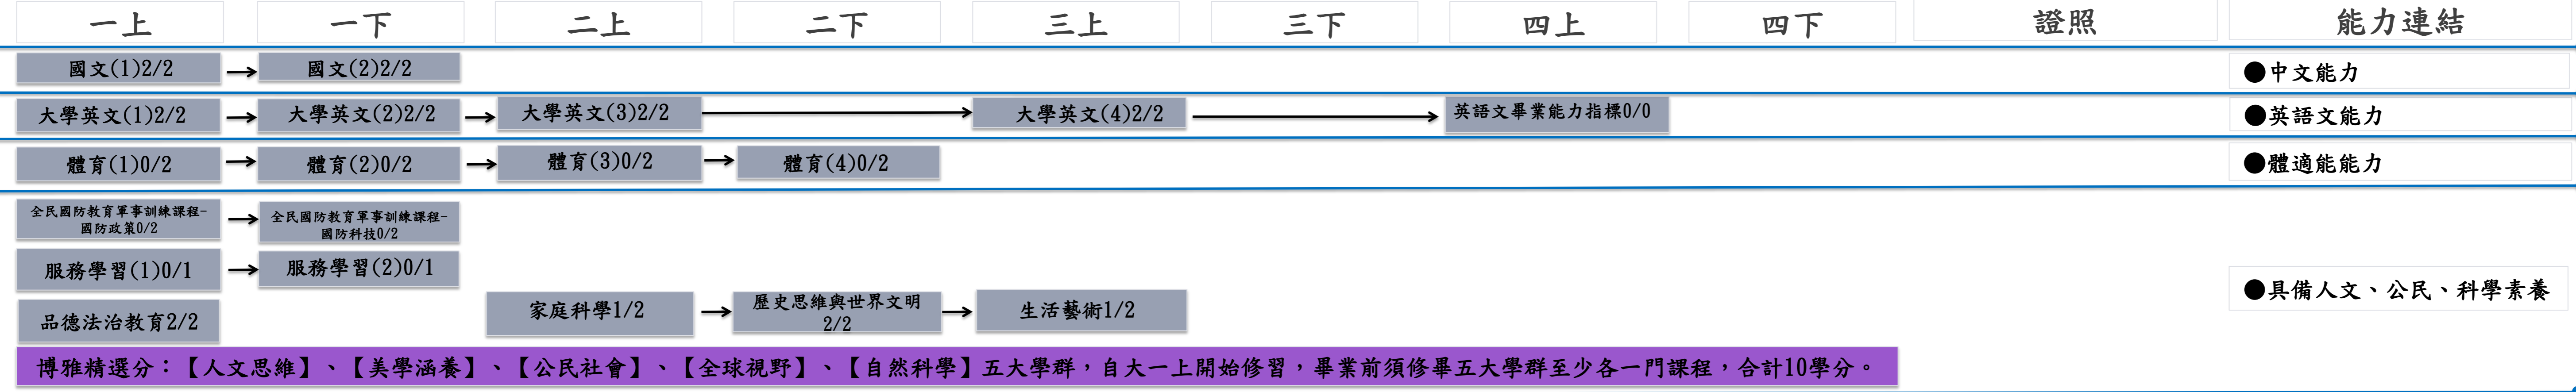 一上
一下
二上
二下
三上
三下
四上
四下
證照
能力連結
國文(1)2/2
國文(2)2/2
●中文能力
大學英文(1)2/2
大學英文(2)2/2
大學英文(3)2/2
大學英文(4)2/2
英語文畢業能力指標0/0
●英語文能力
體育(1)0/2
體育(2)0/2
體育(3)0/2
體育(4)0/2
●體適能能力
全民國防教育軍事訓練課程-
國防政策0/2
全民國防教育軍事訓練課程-
國防科技0/2
服務學習(1)0/1
服務學習(2)0/1
品德法治教育2/2
家庭科學1/2
歷史思維與世界文明
2/2
生活藝術1/2
●具備人文、公民、科學素養
博雅精選分：【人文思維】、【美學涵養】、【公民社會】、【全球視野】、【自然科學】五大學群，自大一上開始修習，畢業前須修畢五大學群至少各一門課程，合計10學分。